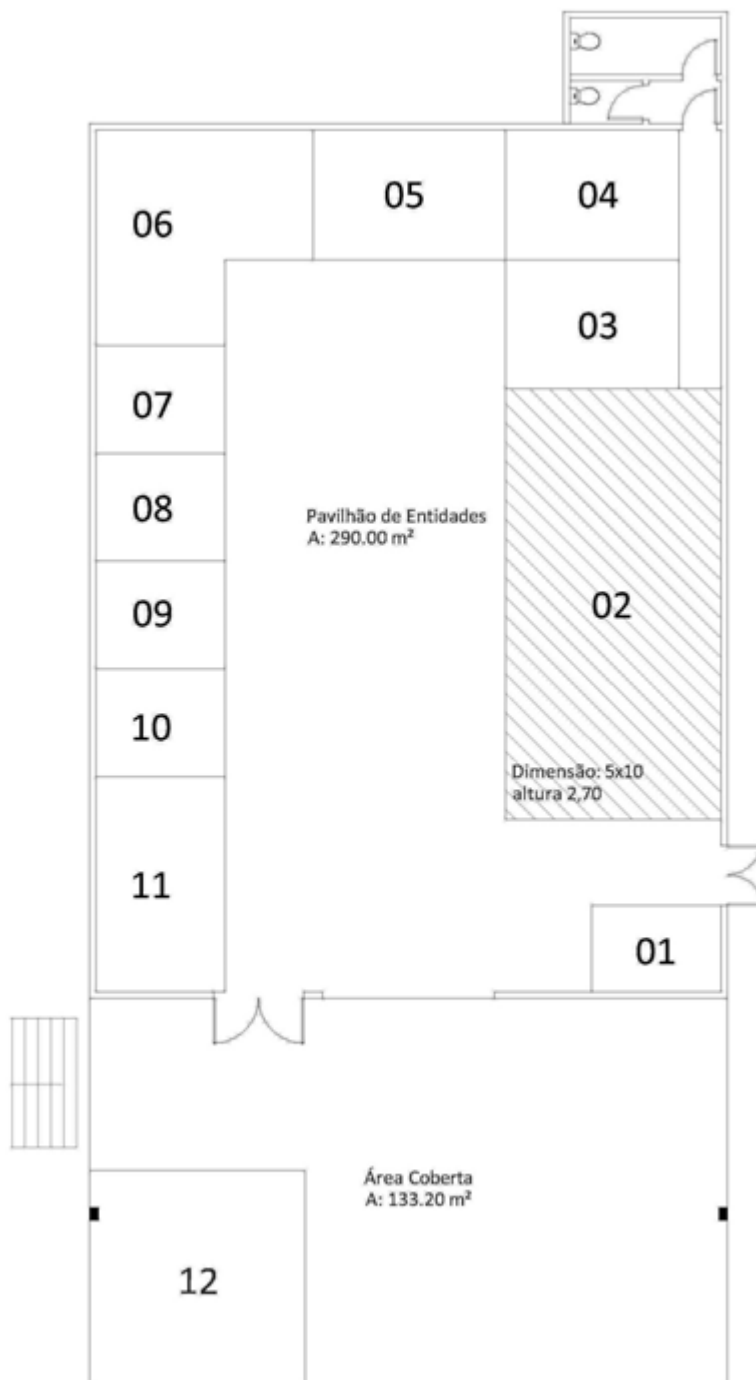 05
04
06
03
07
08
Pavilhão de Entidades
A: 290.00 m²
02
09
10
Dimensão: 5x10
altura 2,70
11
01
Área Coberta
A: 133.20 m²
12